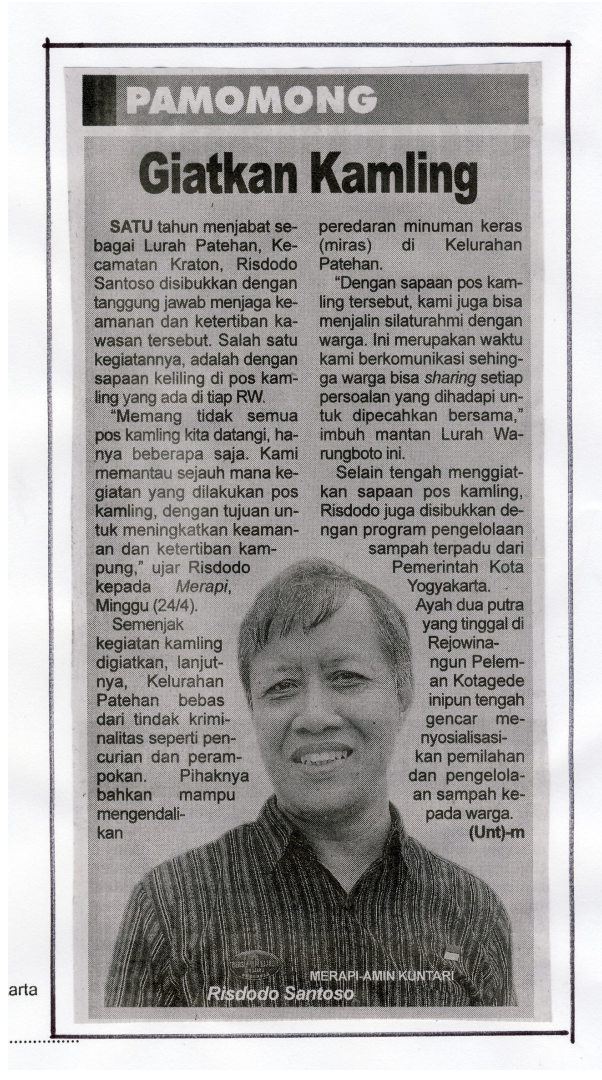 PAMOMONG
Giatkan Kamling
SATU tahun menjabat se-
bagai Lurah Patehan, Ke-
camatan Kraton, Risdodo
Santoso disibukkan dengan
tanggung jawab menjaga ke-
amanan dan ketertiban ka-
wasan tersebut. Salah satu
kegiatannya, adalah dengan
sapaan keliling di pos kam-
ling yang ada di tiap RW.
“Memang tidak semua
pos kamling kita datangi, ha-
nya beberapa saja. Kami
memantau sejauh mana ke-
giatan yang dilakukan pos
kamling, dengan tujuan un-
tuk meningkatkan keaman-
an dan ketertiban kam-
pung,” ujar Risdodo
kepada Merapi,
Minggu (24/4).
Semenjak
kegiatan kamling
digiatkan, lanjut-
nya, Kelurahan
Patehan bebas
dari tindak krimi-
nalitas seperti pen-
curian dan peram-
pokan. Pihaknya
bahkan mampu
mengendali-
kan
peredaran minuman keras
(miras) di Kelurahan
Patehan.
“Dengan sapaan pos kam-
ling tersebut, kami juga bisa
menjalin silaturahmi dengan
warga. Ini merupakan waktu
kami berkomunikasi sehing-
ga warga bisa sharing setiap
persoalan yang dihadapi un-
tuk dipecahkan bersama,”
imbuh mantan Lurah Wa-
rungboto ini.
Selain tengah menggiat-
kan sapaan pos kamling,
Risdodo juga disibukkan de-
ngan program pengelolaan
sampah terpadu dari
Pemerintah Kota
Yogyakarta.
Ayah dua putra
yang tinggal di
Rejowina-
ngun Pelem-
an Kotagede
inipun tengah
gencar me-
nyosialisasi-
kan pemilahan
dan pengelola-
an sampah ke-
pada warga.
(Unt)-m
MERAPI-AMIN KUNTARI
Risdodo Santoso
arta